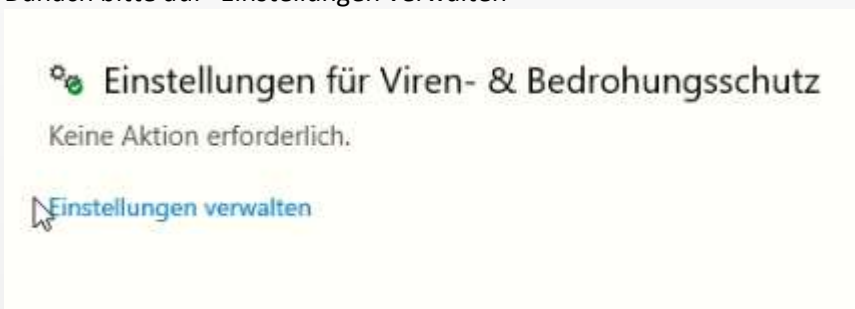 Einstellungen für Viren- & Bedrohungsschutz
Keine Aktion erforderlich.
Einstellungen verwalten